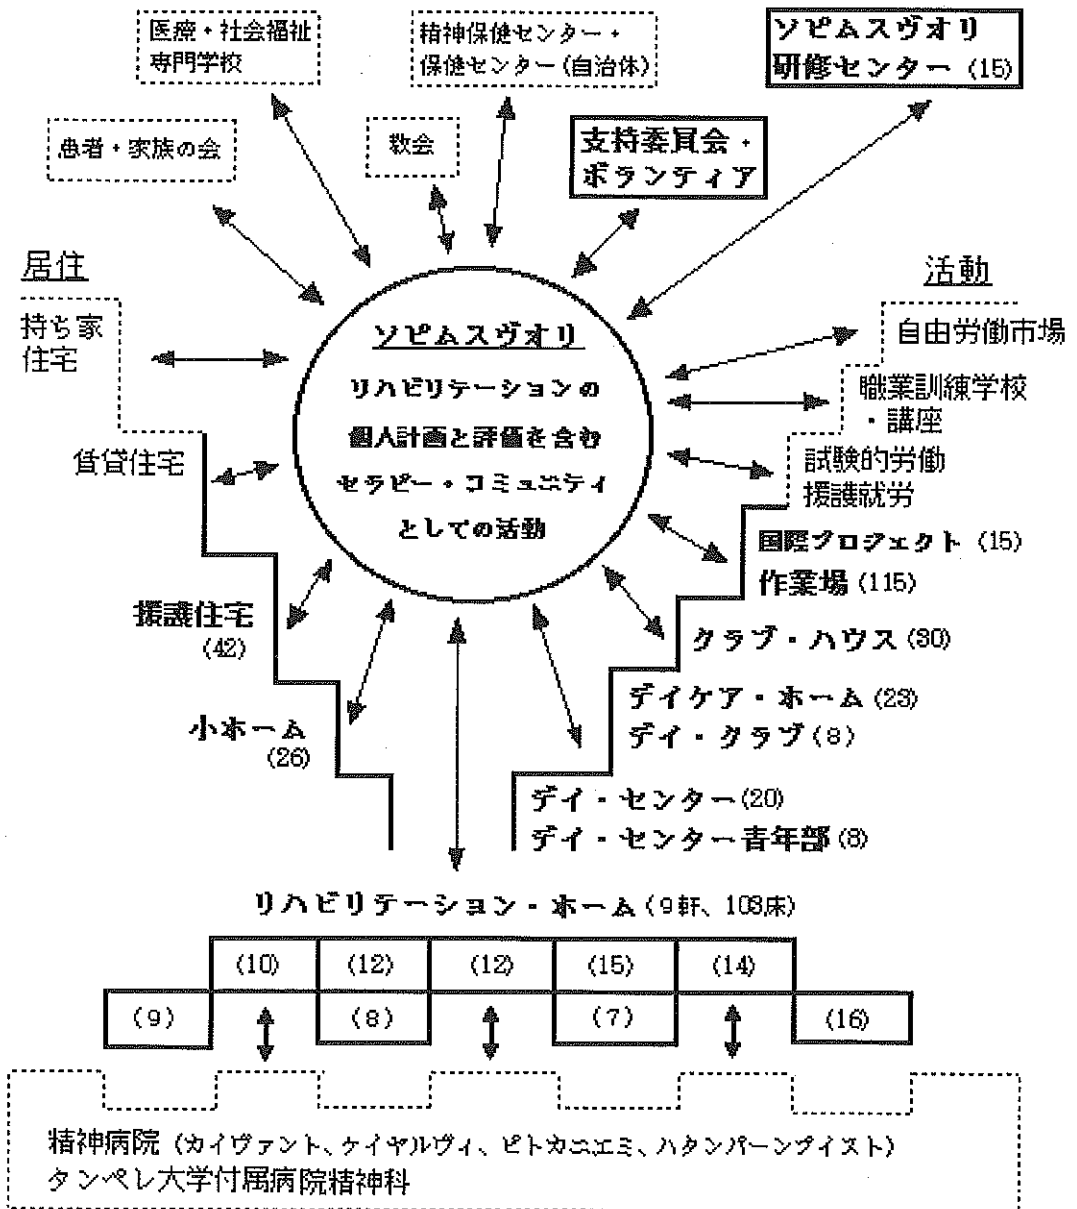 医療・社会福祉
専門学校
精神保健センター・
保健センター(自治体)
ソピムスヴオリ
研修センター (15)
患者・家族の会
教会
支持委員会・
ボランティア
居住
活動
持ち家
住宅
自由労働市場
ソピムスヴオリ
リハビリテーションの
個人計画と評価を含む
セラピー・コミュニティ
としての活動
職業訓練学校
・講座
賃貸住宅
試験的労働
援護就労
国際プロジェクト (15)
作業場 (115)
援護住宅
(42)
クラブ・ハウス (30)
小ホーム
(26)
デイケア・ホーム (23)
デイ・クラブ (8)
デイ・センター (20)
デイ・センター青年部 (8)
リハビリテーション・ホーム (9軒、103床)
(10) (12) (12) (15) (14)
(9) (8) (7) (16)
精神病院 (カイヴァント、ケイヤルヴィ、ピトカニエミ、ハタンパーンプイスト)
タンペレ大学付属病院精神科